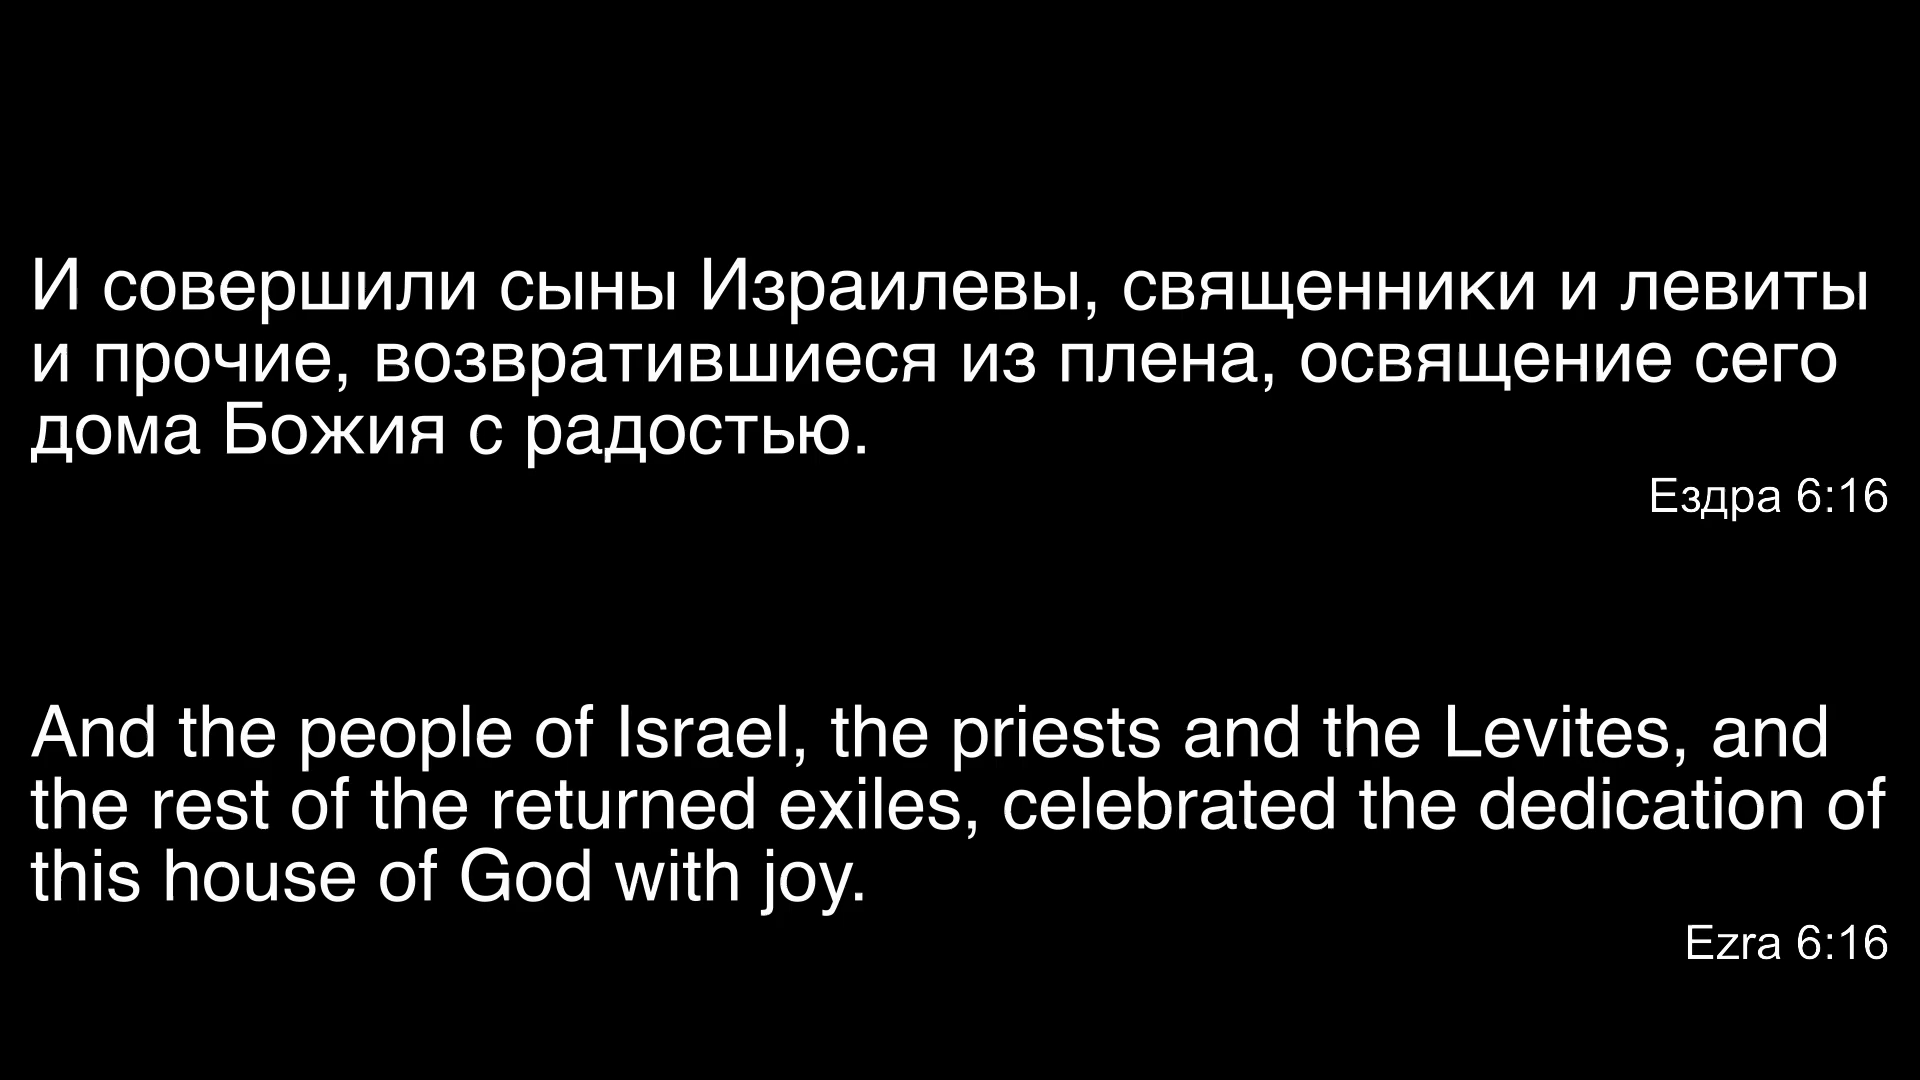 И совершили сыны Израилевы, священники и левиты
и прочие, возвратившиеся из плена, освящение сего
дома Божия с радостью.
Ездра 6:16
And the people of Israel, the priests and the Levites, and
the rest of the returned exiles, celebrated the dedication of
this house of God with joy.
Ezra 6:16